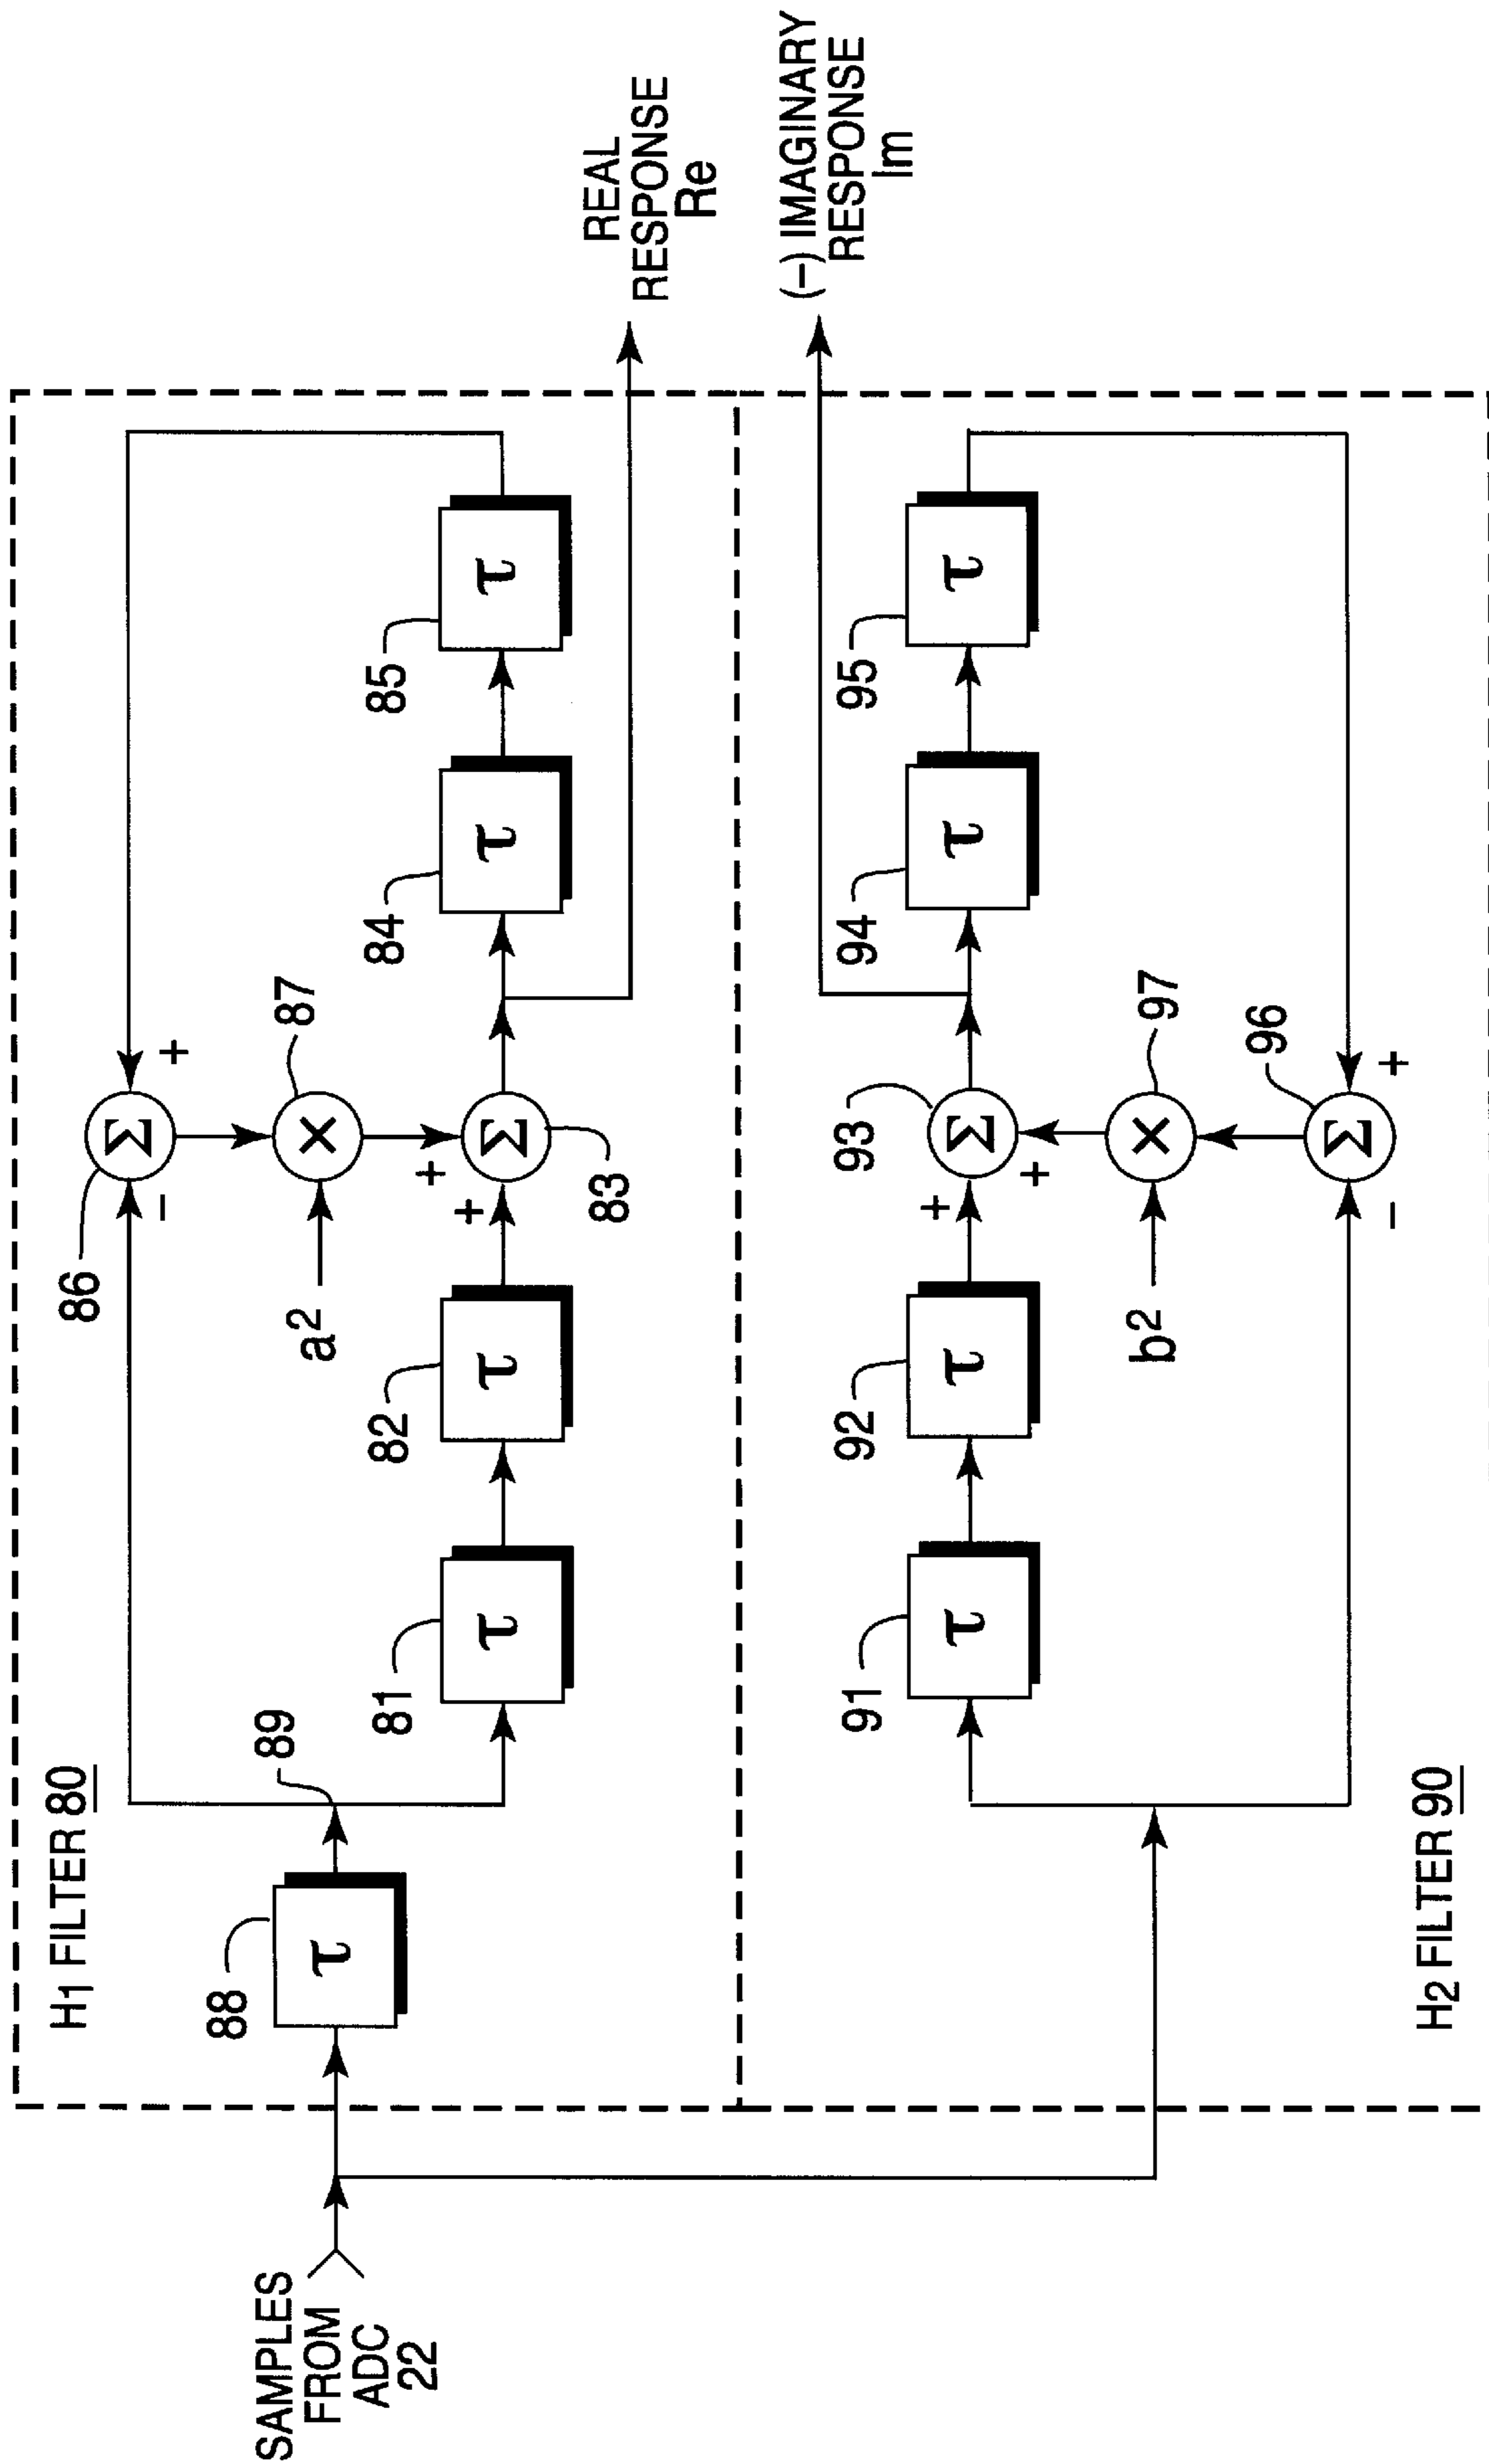 SAMPLES
FROM
ADC
22
H1 FILTER 80
88
τ
89
81
τ
82
τ
86
Σ
−
+
a²
×
87
+
+
Σ
83
84
τ
85
τ
REAL
RESPONSE
Re
(−) IMAGINARY
RESPONSE
Im
91
τ
92
τ
93
Σ
+
+
94
τ
95
τ
b²
×
97
96
Σ
−
+
H2 FILTER 90